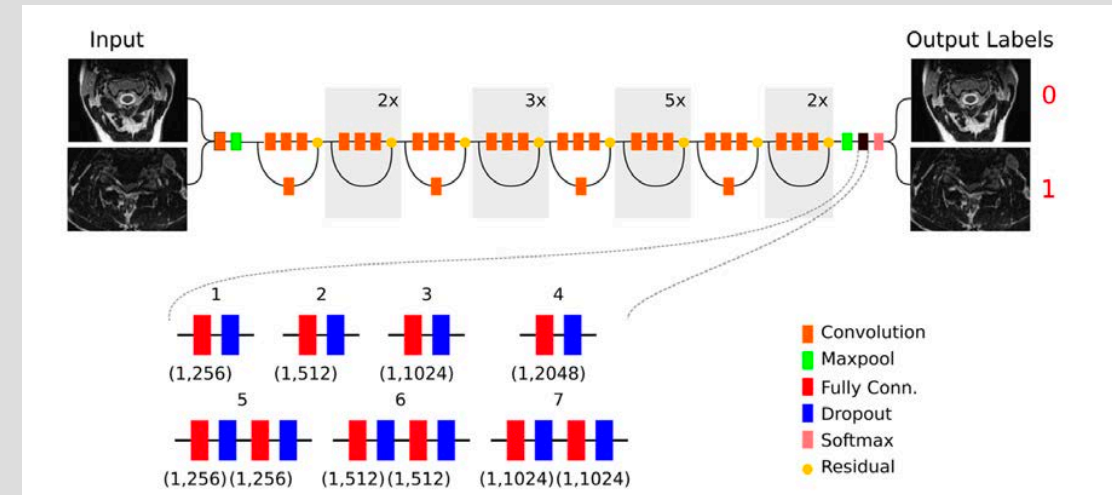 Input
Output Labels
2x
3x
5x
2x
0
1
1
2
3
4
(1,256)
(1,512)
(1,1024)
(1,2048)
5
6
7
(1,256)(1,256)
(1,512)(1,512)
(1,1024)(1,1024)
Convolution
Maxpool
Fully Conn.
Dropout
Softmax
Residual